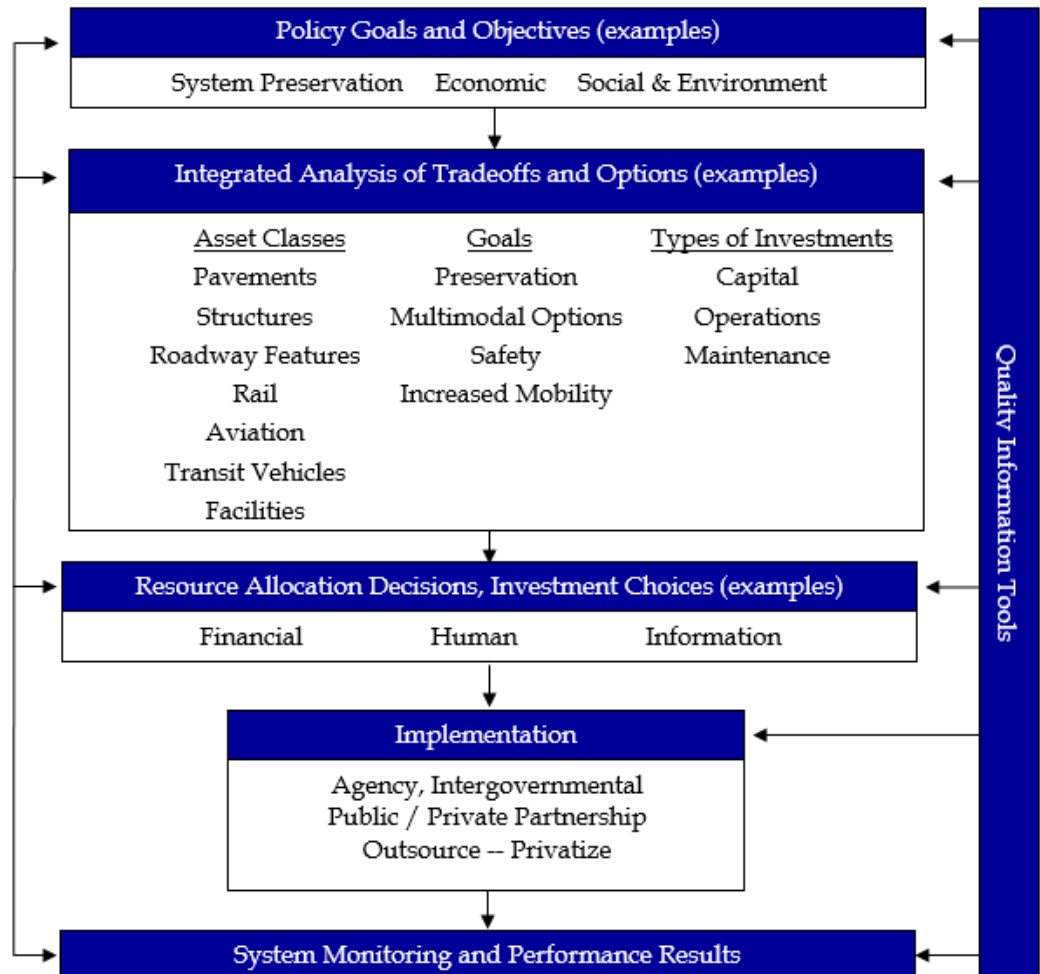 Policy Goals and Objectives (examples)
System Preservation Economic Social & Environment
Integrated Analysis of Tradeoffs and Options (examples)
Asset Classes
Pavements
Structures
Roadway Features
Rail
Aviation
Transit Vehicles
Facilities
Goals
Preservation
Multimodal Options
Safety
Increased Mobility
Types of Investments
Capital
Operations
Maintenance
Resource Allocation Decisions, Investment Choices (examples)
Financial Human Information
Implementation
Agency, Intergovernmental
Public / Private Partnership
Outsource -- Privatize
System Monitoring and Performance Results
Quality Information Tools